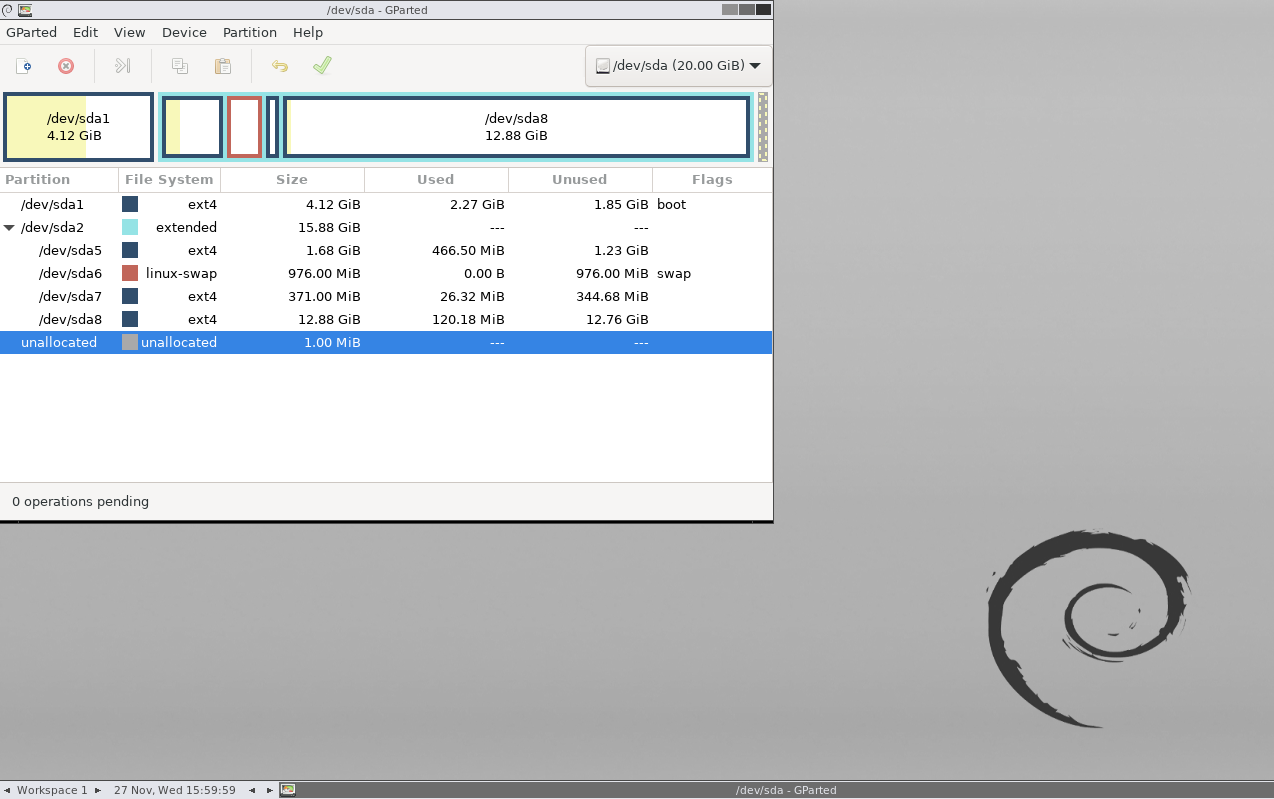 /dev/sda - GParted
GParted Edit View Device Partition Help
/dev/sda (20.00 GiB)
/dev/sda1
4.12 GiB
/dev/sda8
12.88 GiB
Partition File System Size Used Unused Flags
/dev/sda1 ext4 4.12 GiB 2.27 GiB 1.85 GiB boot
/dev/sda2 extended 15.88 GiB --- ---
/dev/sda5 ext4 1.68 GiB 466.50 MiB 1.23 GiB
/dev/sda6 linux-swap 976.00 MiB 0.00 B 976.00 MiB swap
/dev/sda7 ext4 371.00 MiB 26.32 MiB 344.68 MiB
/dev/sda8 ext4 12.88 GiB 120.18 MiB 12.76 GiB
unallocated unallocated 1.00 MiB --- ---
0 operations pending
Workspace 1 27 Nov, Wed 15:59:59 /dev/sda - GParted